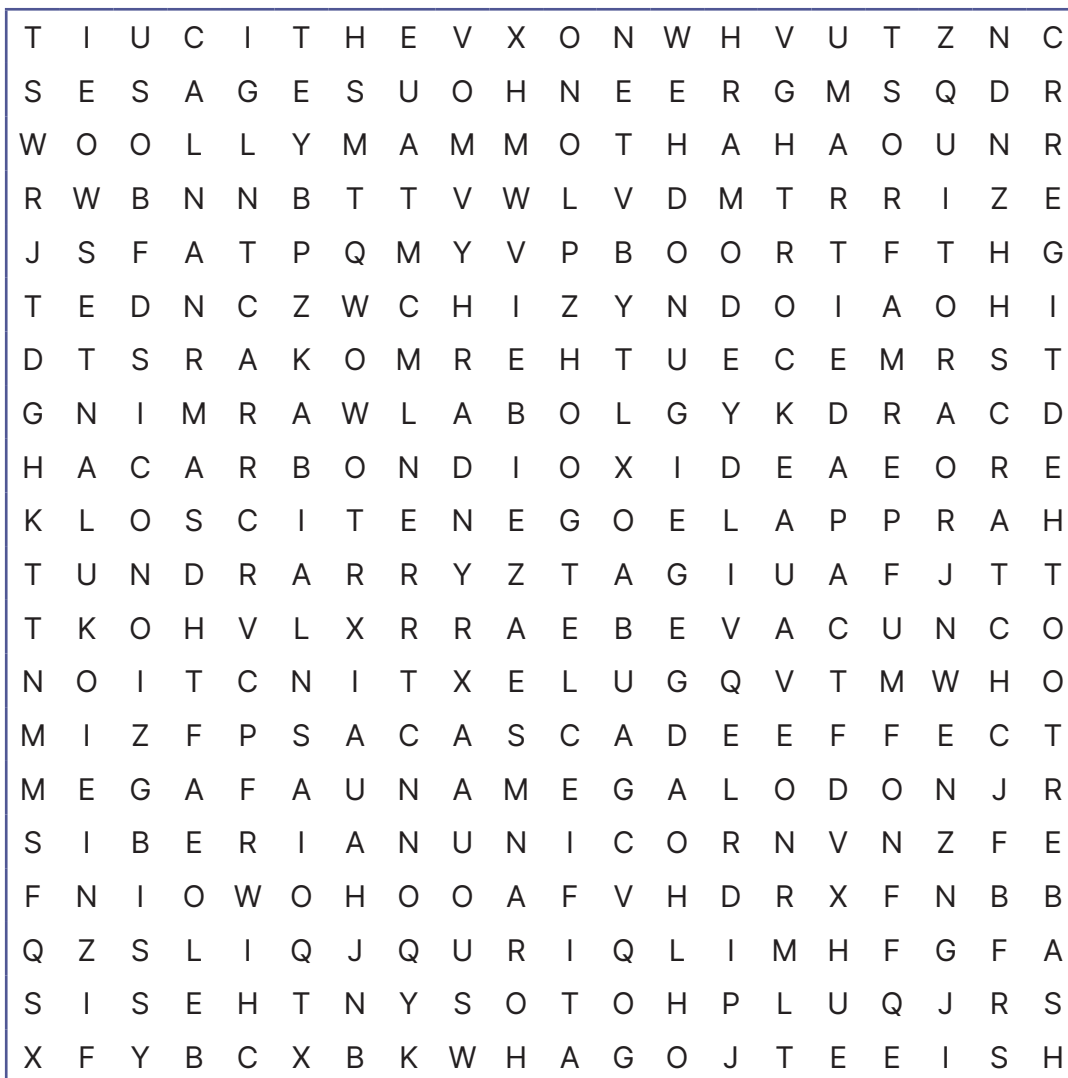 T I U C I T H E V X O N W H V U T Z N C
S E S A G E S U O H N E E R G M S Q D R
W O O L L Y M A M M O T H A H A O U N R
R W B N N B T T V W L V D M T R R I Z E
J S F A T P Q M Y V P B O O R T F T H G
T E D N C Z W C H I Z Y N D O I A O H I
D T S R A K O M R E H T U E C E M R S T
G N I M R A W L A B O L G Y K D R A C D
H A C A R B O N D I O X I D E A E O R E
K L O S C I T E N E G O E L A P P R A H
T U N D R A R R Y Z T A G I U A F J T T
T K O H V L X R R A E B E V A C U N C O
N O I T C N I T X E L U G Q V T M W H O
M I Z F P S A C A S C A D E E F F E C T
M E G A F A U N A M E G A L O D O N J R
S I B E R I A N U N I C O R N V N Z F E
F N I O W O H O O A F V H D R X F N B B
Q Z S L I Q J Q U R I Q L I M H F G F A
S I S E H T N Y S O T O H P L U Q J R S
X F Y B C X B K W H A G O J T E E I S H